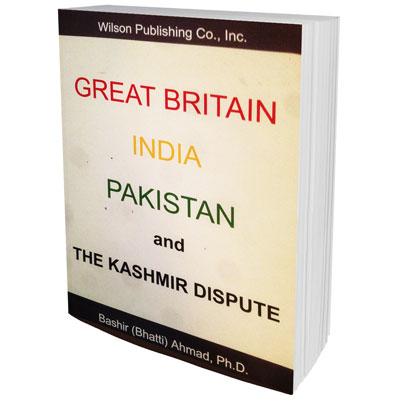 Wilson Publishing Co., Inc.
GREAT BRITAIN
INDIA
PAKISTAN
and
THE KASHMIR DISPUTE
Bashir (Bhatti) Ahmad, Ph.D.